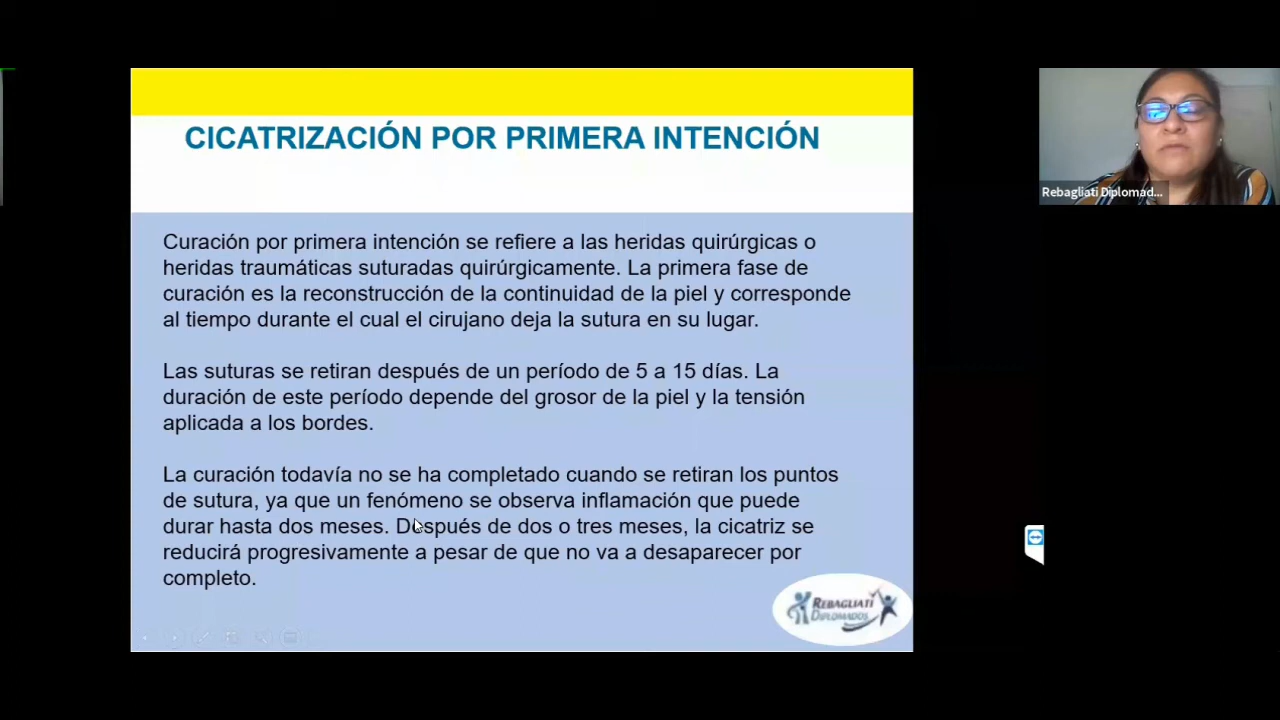 CICATRIZACIÓN POR PRIMERA INTENCIÓN
Rebagliati Diplomad...
Curación por primera intención se refiere a las heridas quirúrgicas o
heridas traumáticas suturadas quirúrgicamente. La primera fase de
curación es la reconstrucción de la continuidad de la piel y corresponde
al tiempo durante el cual el cirujano deja la sutura en su lugar.
Las suturas se retiran después de un período de 5 a 15 días. La
duración de este período depende del grosor de la piel y la tensión
aplicada a los bordes.
La curación todavía no se ha completado cuando se retiran los puntos
de sutura, ya que un fenómeno se observa inflamación que puede
durar hasta dos meses. Después de dos o tres meses, la cicatriz se
reducirá progresivamente a pesar de que no va a desaparecer por
completo.
REBAGLIATI
DIPLOMADOS